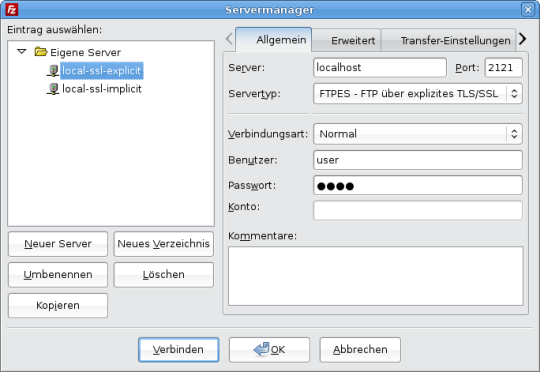 Servermanager
Eintrag auswählen:
Eigene Server
local-ssl-explicit
local-ssl-implicit
Neuer Server
Neues Verzeichnis
Umbenennen
Löschen
Kopieren
Allgemein
Erweitert
Transfer-Einstellungen
Server:
localhost
Port:
2121
Servertyp:
FTPES - FTP über explizites TLS/SSL
Verbindungsart:
Normal
Benutzer:
user
Passwort:
●●●●
Konto:
Kommentare:
Verbinden
OK
Abbrechen